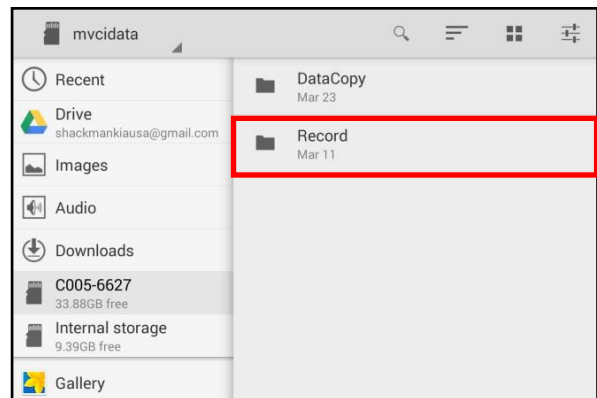 mvcidata
Recent
Drive
shackmankiausa@gmail.com
Images
Audio
Downloads
C005-6627
33.88GB free
Internal storage
9.39GB free
Gallery
DataCopy
Mar 23
Record
Mar 11